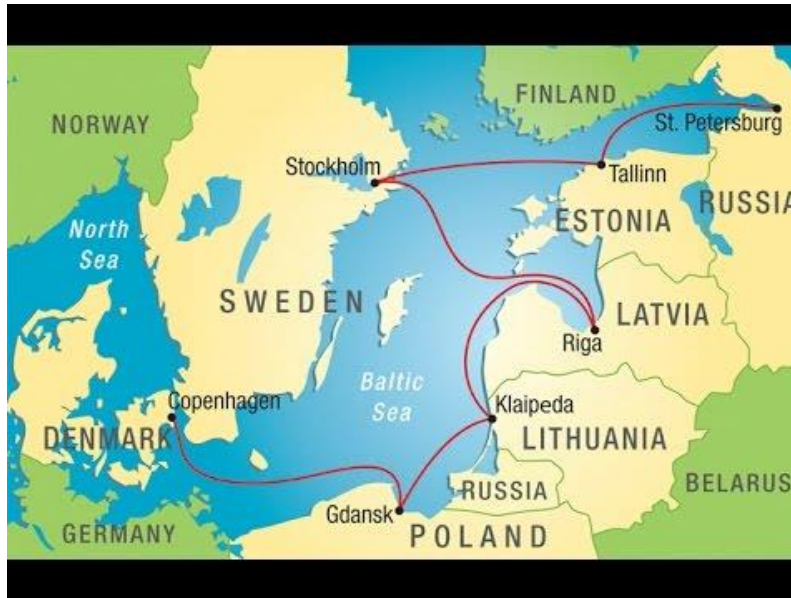 FINLAND
NORWAY
St. Petersburg
Stockholm
Tallinn
RUSSIA
ESTONIA
North
Sea
SWEDEN
LATVIA
Riga
Baltic
Sea
Copenhagen
Klaipeda
DENMARK
LITHUANIA
RUSSIA
BELARUS
Gdansk
GERMANY
POLAND